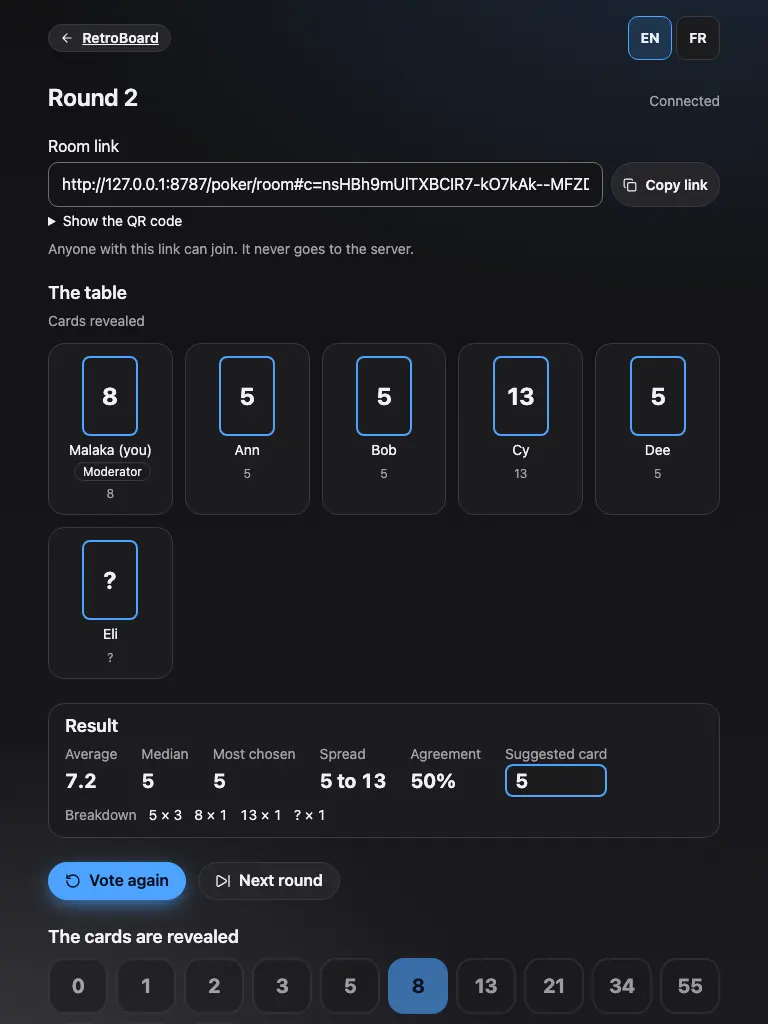 ← RetroBoard
EN FR
Round 2
Connected
Room link
http://127.0.0.1:8787/poker/room#c=nsHBh9mUlTXBClR7-kO7kAk--MFZ
Copy link
Show the QR code
Anyone with this link can join. It never goes to the server.
The table
Cards revealed
8 5 5 13 5
Malaka (you) Ann Bob Cy Dee
Moderator
8 5 5 13 5
?
Eli
?
Result
Average Median Most chosen Spread Agreement Suggested card
7.2 5 5 5 to 13 50% 5
Breakdown 5 × 3 8 × 1 13 × 1 ? × 1
Vote again Next round
The cards are revealed
0 1 2 3 5 8 13 21 34 55